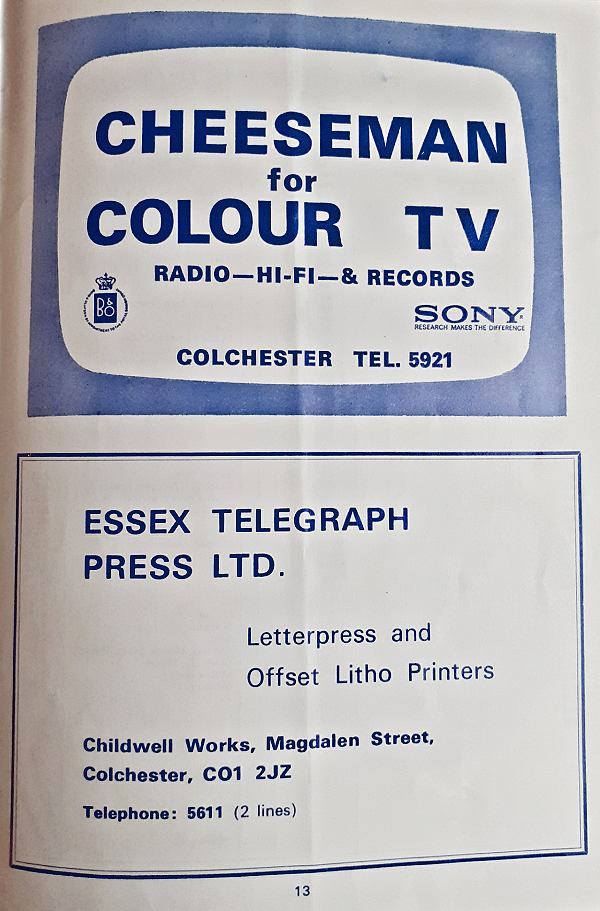 CHEESEMAN
for
COLOUR TV
RADIO—HI-FI—& RECORDS
B&O
SONY®
RESEARCH MAKES THE DIFFERENCE
COLCHESTER TEL. 5921
ESSEX TELEGRAPH
PRESS LTD.
Letterpress and
Offset Litho Printers
Childwell Works, Magdalen Street,
Colchester, CO1 2JZ
Telephone: 5611 (2 lines)
13